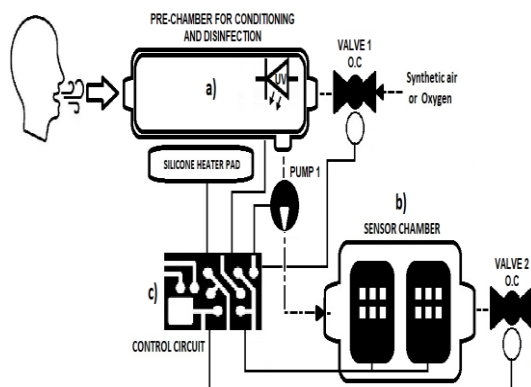 PRE-CHAMBER FOR CONDITIONING
AND DISINFECTION
VALVE 1
O.C
a)
UV
Synthetic air
or Oxygen
SILICONE HEATER PAD
PUMP 1
b)
SENSOR CHAMBER
VALVE 2
O.C
c)
CONTROL CIRCUIT